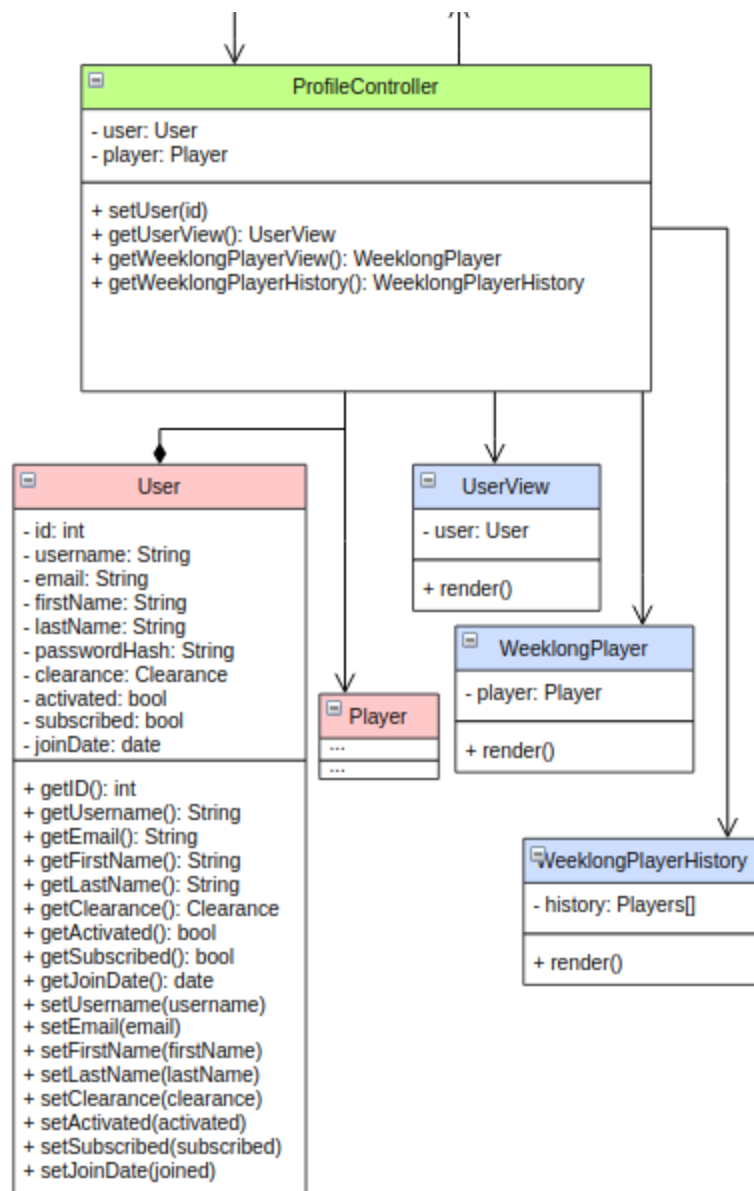 ProfileController
- user: User
- player: Player
+ setUser(id)
+ getUserView(): UserView
+ getWeeklongPlayerView(): WeeklongPlayer
+ getWeeklongPlayerHistory(): WeeklongPlayerHistory
User
- id: int
- username: String
- email: String
- firstName: String
- lastName: String
- passwordHash: String
- clearance: Clearance
- activated: bool
- subscribed: bool
- joinDate: date
+ getID(): int
+ getUsername(): String
+ getEmail(): String
+ getFirstName(): String
+ getLastName(): String
+ getClearance(): Clearance
+ getActivated(): bool
+ getSubscribed(): bool
+ getJoinDate(): date
+ setUsername(username)
+ setEmail(email)
+ setFirstName(firstName)
+ setLastName(lastName)
+ setClearance(clearance)
+ setActivated(activated)
+ setSubscribed(subscribed)
+ setJoinDate(joined)
Player
...
...
UserView
- user: User
+ render()
WeeklongPlayer
- player: Player
+ render()
WeeklongPlayerHistory
- history: Players[]
+ render()